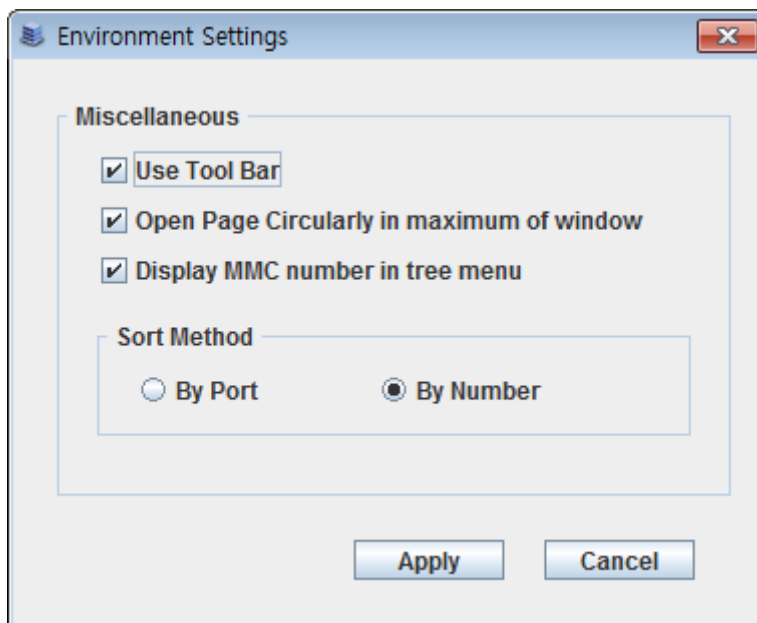 Environment Settings
Miscellaneous
Use Tool Bar
Open Page Circularly in maximum of window
Display MMC number in tree menu
Sort Method
By Port By Number
Apply Cancel